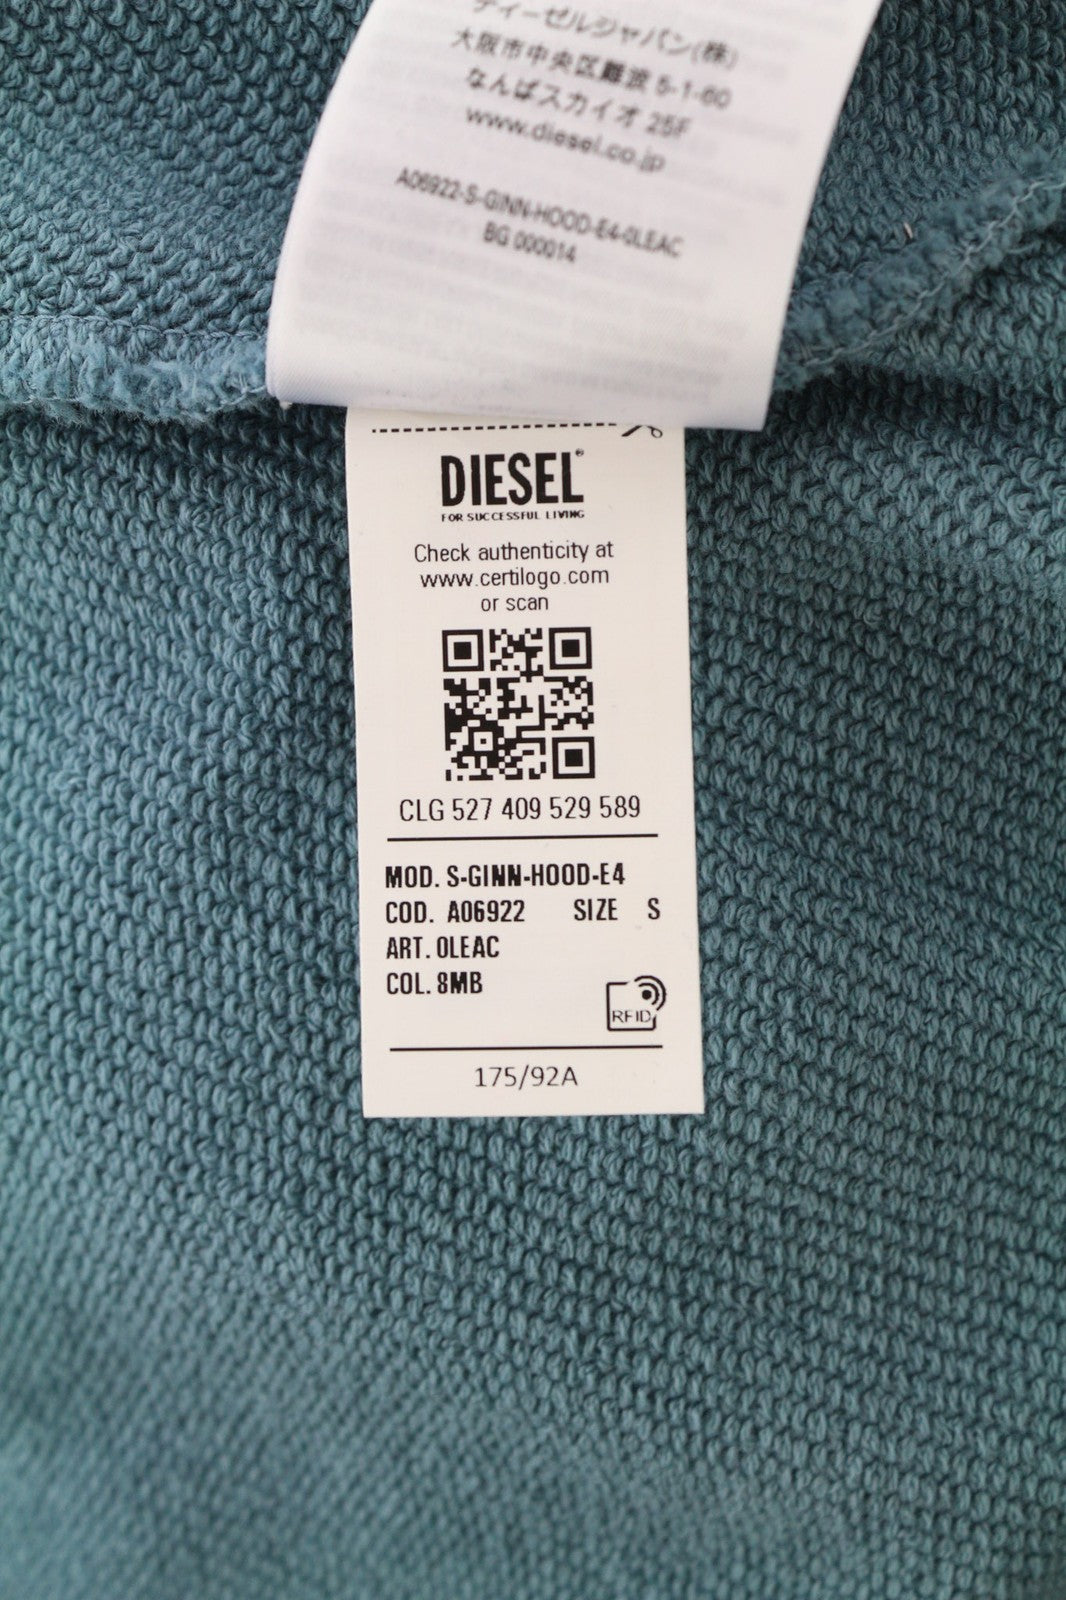 ディーゼルジャパン(株)
大阪市中央区難波 5-1-60
なんばスカイオ 25F
www.diesel.co.jp
A06922-S-GINN-HOOD-E4-0LEAC
BG 000014
DIESEL®
FOR SUCCESSFUL LIVING
Check authenticity at
www.certilogo.com
or scan
CLG 527 409 529 589
MOD. S-GINN-HOOD-E4
COD. A06922 SIZE S
ART. 0LEAC
COL. 8MB
RFID
175/92A